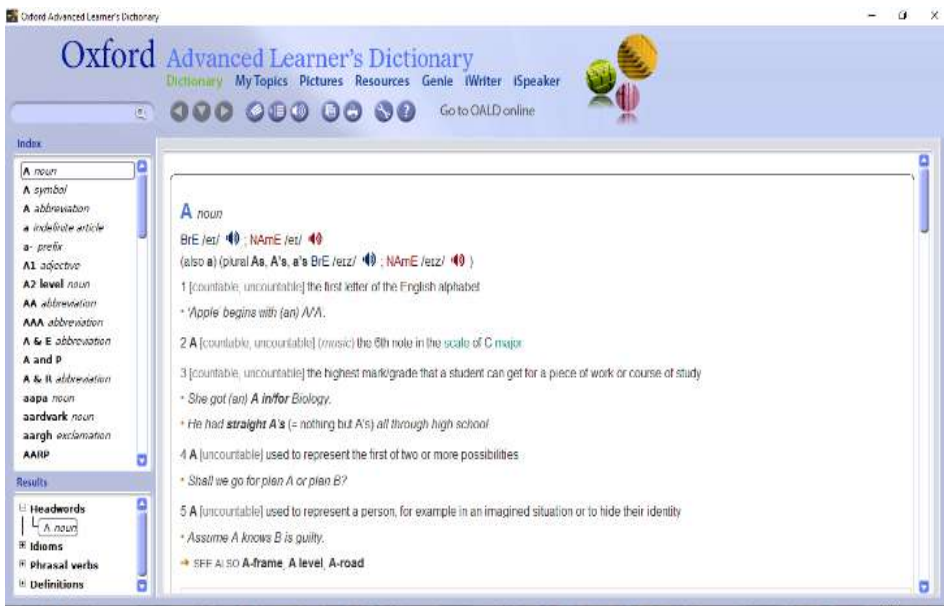 Oxford Advanced Learner's Dictionary
Oxford Advanced Learner's Dictionary
Dictionary My Topics Pictures Resources Genie iWriter iSpeaker
Go to OALD online
Index
A noun
A symbol
A abbreviation
a indefinite article
a- prefix
A1 adjective
A2 level noun
AA abbreviation
AAA abbreviation
A & E abbreviation
A and P
A & R abbreviation
aapa noun
aardvark noun
aargh exclamation
AARP
Results
Headwords
A noun
Idioms
Phrasal verbs
Definitions
A noun
BrE /eɪ/ ; NAmE /eɪ/
(also a) (plural As, A's, a's BrE /eɪz/ ; NAmE /eɪz/ )
1 [countable, uncountable] the first letter of the English alphabet
• 'Apple' begins with (an) A/'A'.
2 A [countable, uncountable] (music) the 6th note in the scale of C major
3 [countable, uncountable] the highest mark/grade that a student can get for a piece of work or course of study
• She got (an) A in/for Biology.
• He had straight A's (= nothing but A's) all through high school.
4 A [uncountable] used to represent the first of two or more possibilities
• Shall we go for plan A or plan B?
5 A [uncountable] used to represent a person, for example in an imagined situation or to hide their identity
• Assume A knows B is guilty.
➔ SEE ALSO A-frame, A level, A-road